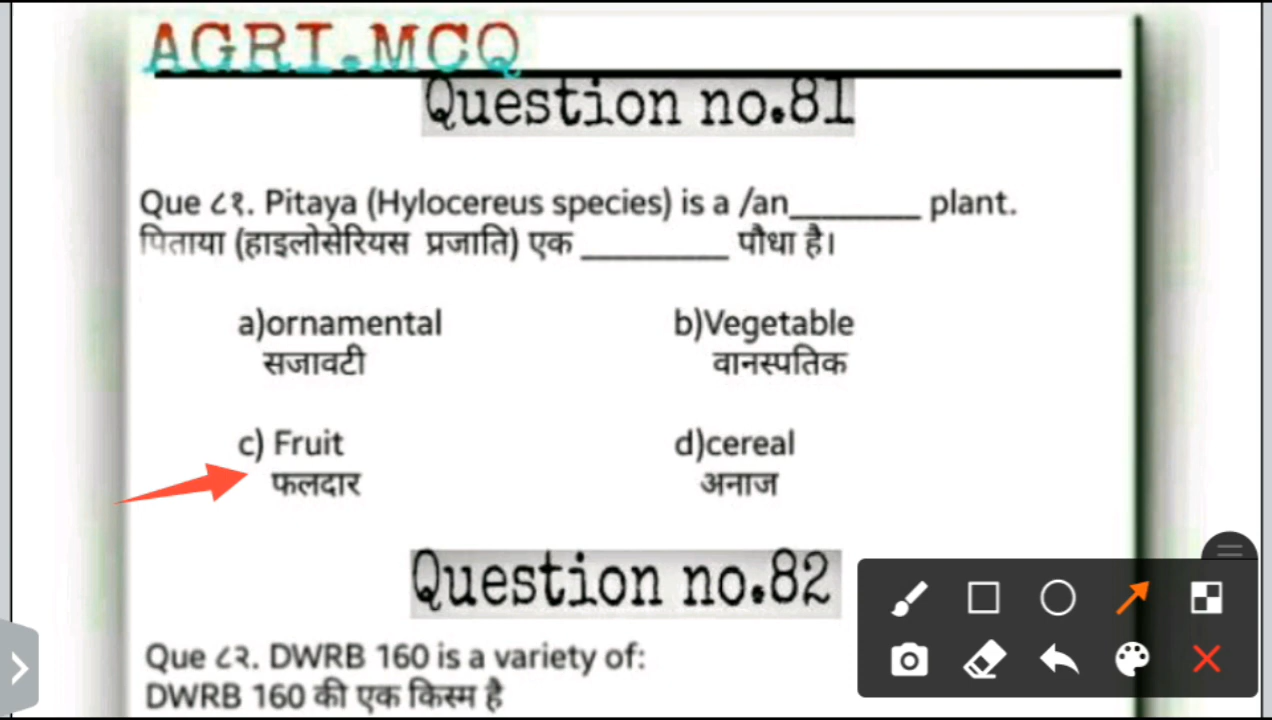 AGRI.MCQ
Question no.81
Que ८१. Pitaya (Hylocereus species) is a /an________ plant.
पिताया (हाइलोसेरियस प्रजाति) एक _________ पौधा है।
a)ornamental
सजावटी
b)Vegetable
वानस्पतिक
c) Fruit
फलदार
d)cereal
अनाज
Question no.82
Que ८२. DWRB 160 is a variety of:
DWRB 160 की एक किस्म है